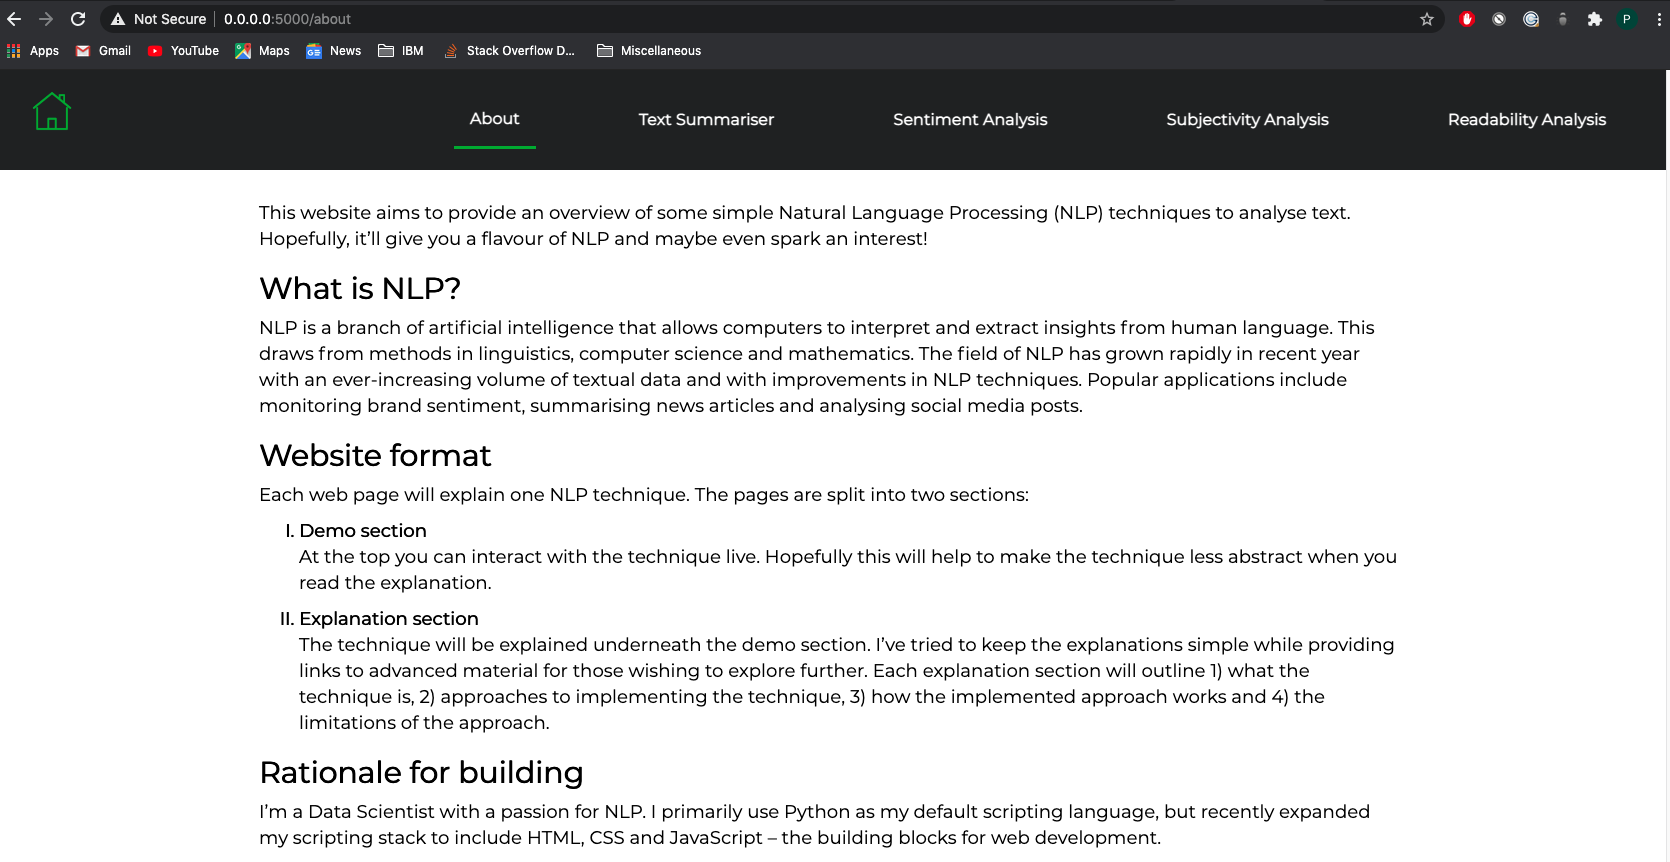 Not Secure 0.0.0.0:5000/about P
Apps Gmail YouTube Maps News IBM Stack Overflow D... Miscellaneous
About Text Summariser Sentiment Analysis Subjectivity Analysis Readability Analysis
This website aims to provide an overview of some simple Natural Language Processing (NLP) techniques to analyse text.
Hopefully, it’ll give you a flavour of NLP and maybe even spark an interest!
What is NLP?
NLP is a branch of artificial intelligence that allows computers to interpret and extract insights from human language. This
draws from methods in linguistics, computer science and mathematics. The field of NLP has grown rapidly in recent year
with an ever-increasing volume of textual data and with improvements in NLP techniques. Popular applications include
monitoring brand sentiment, summarising news articles and analysing social media posts.
Website format
Each web page will explain one NLP technique. The pages are split into two sections:
I. Demo section
At the top you can interact with the technique live. Hopefully this will help to make the technique less abstract when you
read the explanation.
II. Explanation section
The technique will be explained underneath the demo section. I’ve tried to keep the explanations simple while providing
links to advanced material for those wishing to explore further. Each explanation section will outline 1) what the
technique is, 2) approaches to implementing the technique, 3) how the implemented approach works and 4) the
limitations of the approach.
Rationale for building
I’m a Data Scientist with a passion for NLP. I primarily use Python as my default scripting language, but recently expanded
my scripting stack to include HTML, CSS and JavaScript – the building blocks for web development.